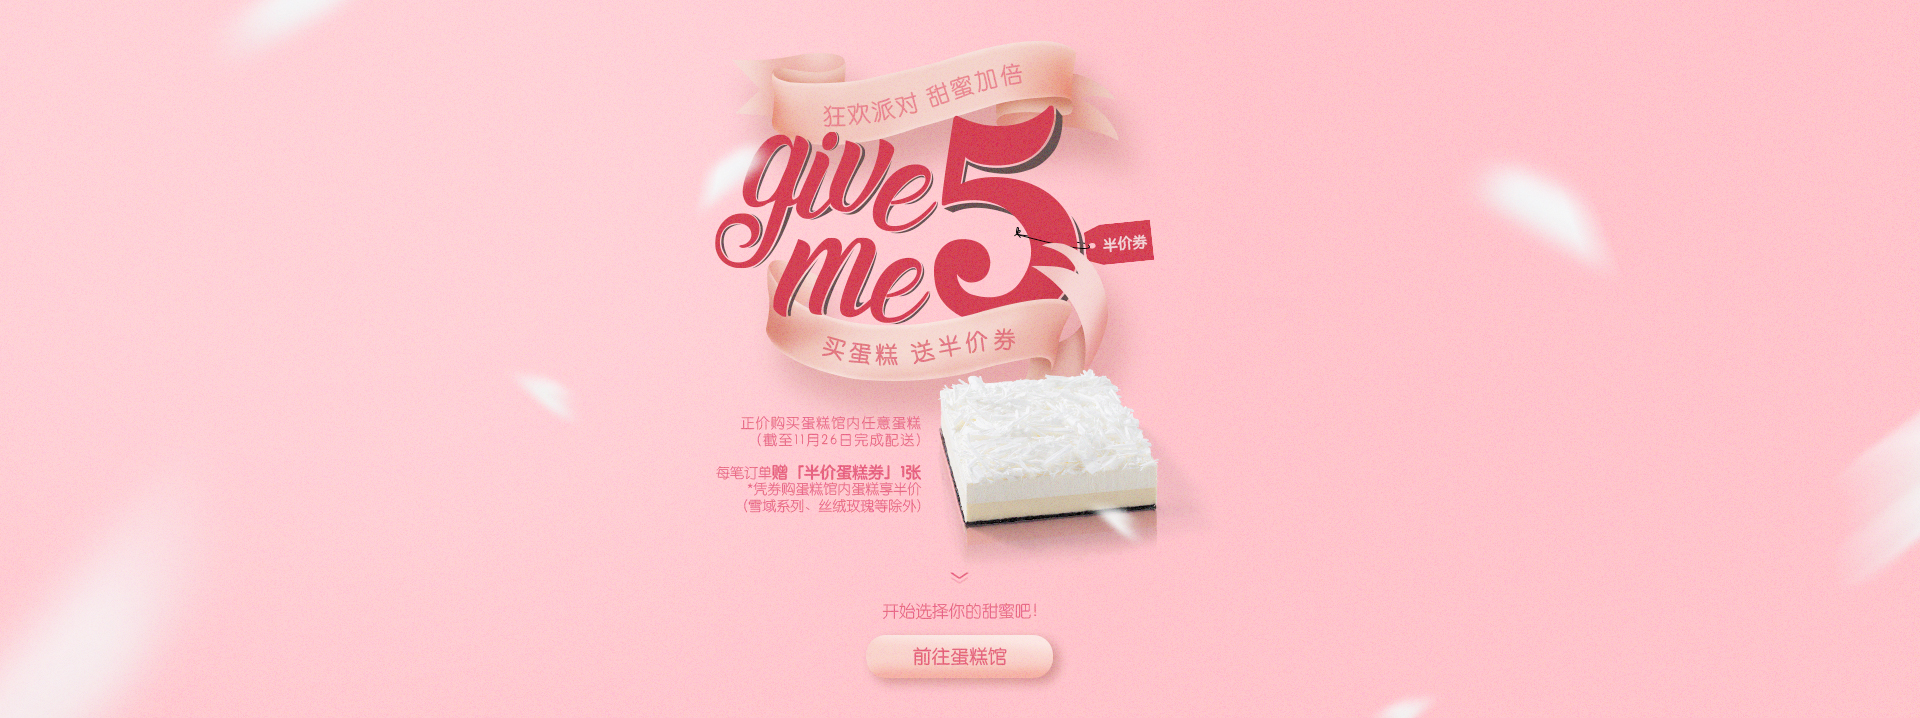 狂欢派对 甜蜜加倍
give
me
5
半价券
买蛋糕 送半价券
正价购买蛋糕馆内任意蛋糕
（截至11月26日完成配送）
每笔订单赠「半价蛋糕券」1张
*凭券购蛋糕馆内蛋糕享半价
（雪域系列、丝绒玫瑰等除外）
开始选择你的甜蜜吧！
前往蛋糕馆